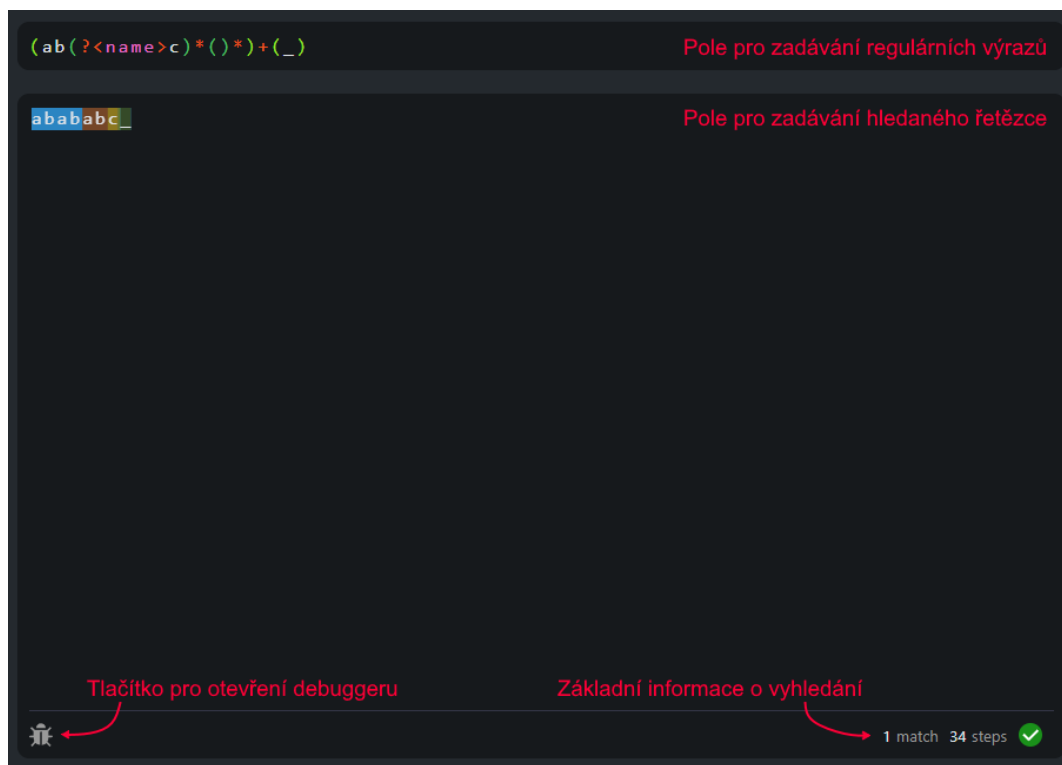 (ab(?<name>c)*()*)+(_) Pole pro zadávání regulárních výrazů
abababc_ Pole pro zadávání hledaného řetězce
Tlačítko pro otevření debuggeru Základní informace o vyhledání
1 match 34 steps